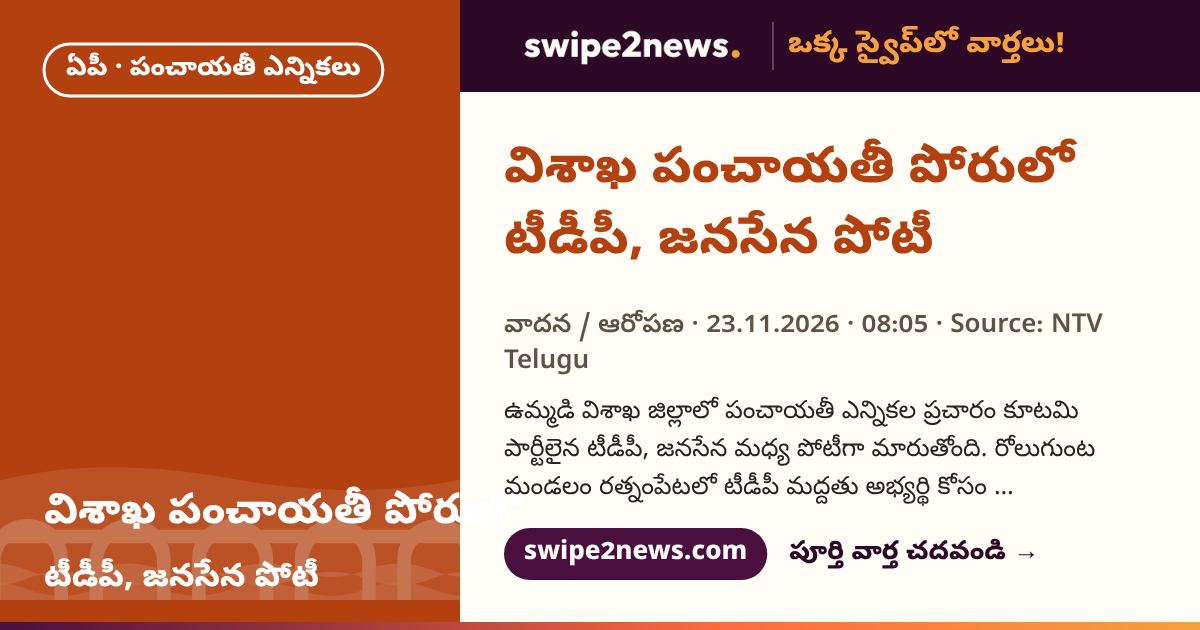 ఏపీ · పంచాయతీ ఎన్నికలు
విశాఖ పంచాయతీ పోరులో
టీడీపీ, జనసేన పోటీ
swipe2news.
ఒక్క స్వైప్‌లో వార్తలు!
విశాఖ పంచాయతీ పోరులో
టీడీపీ, జనసేన పోటీ
వాదన / ఆరోపణ · 23.11.2026 · 08:05 · Source: NTV
Telugu
ఉమ్మడి విశాఖ జిల్లాలో పంచాయతీ ఎన్నికల ప్రచారం కూటమి
పార్టీలైన టీడీపీ, జనసేన మధ్య పోటీగా మారుతోంది. రోలుగుంట
మండలం రత్నంపేటలో టీడీపీ మద్దతు అభ్యర్థి కోసం ...
swipe2news.com
పూర్తి వార్త చదవండి →